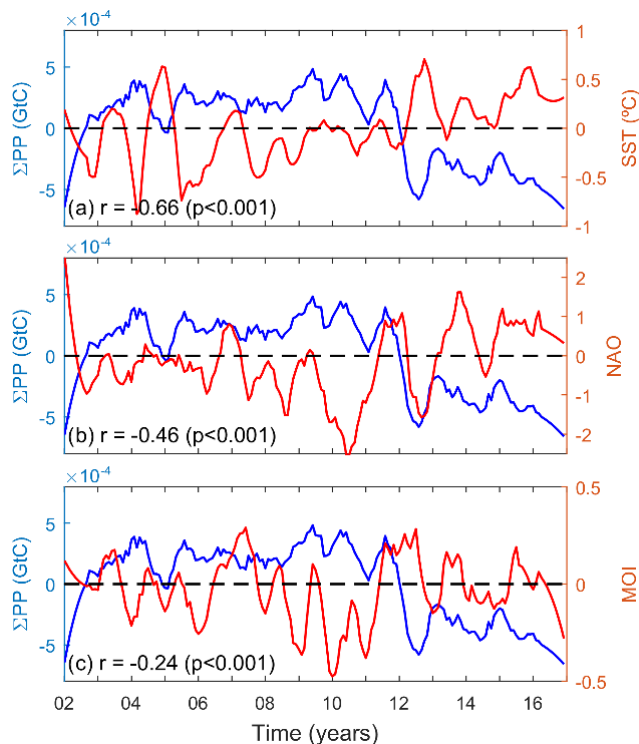 ×10⁻⁴
5
0
-5
ΣPP (GtC)
1
0.5
0
-0.5
-1
SST (ºC)
(a) r = -0.66 (p<0.001)
×10⁻⁴
5
0
-5
ΣPP (GtC)
2
1
0
-1
-2
NAO
(b) r = -0.46 (p<0.001)
×10⁻⁴
5
0
-5
ΣPP (GtC)
0.5
0
-0.5
MOI
(c) r = -0.24 (p<0.001)
02 04 06 08 10 12 14 16
Time (years)